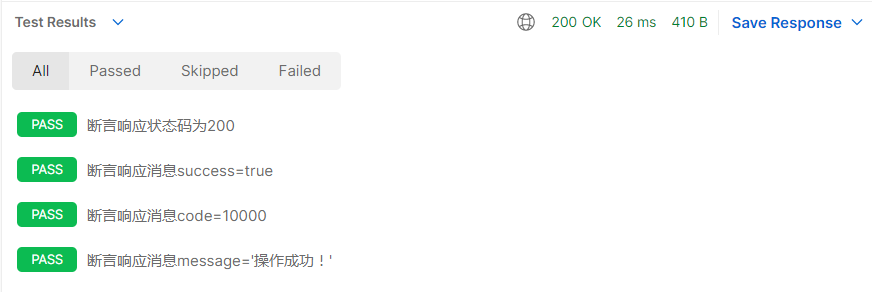 Test Results 200 OK 26 ms 410 B Save Response
All Passed Skipped Failed
PASS 断言响应状态码为200
PASS 断言响应消息success=true
PASS 断言响应消息code=10000
PASS 断言响应消息message='操作成功！'